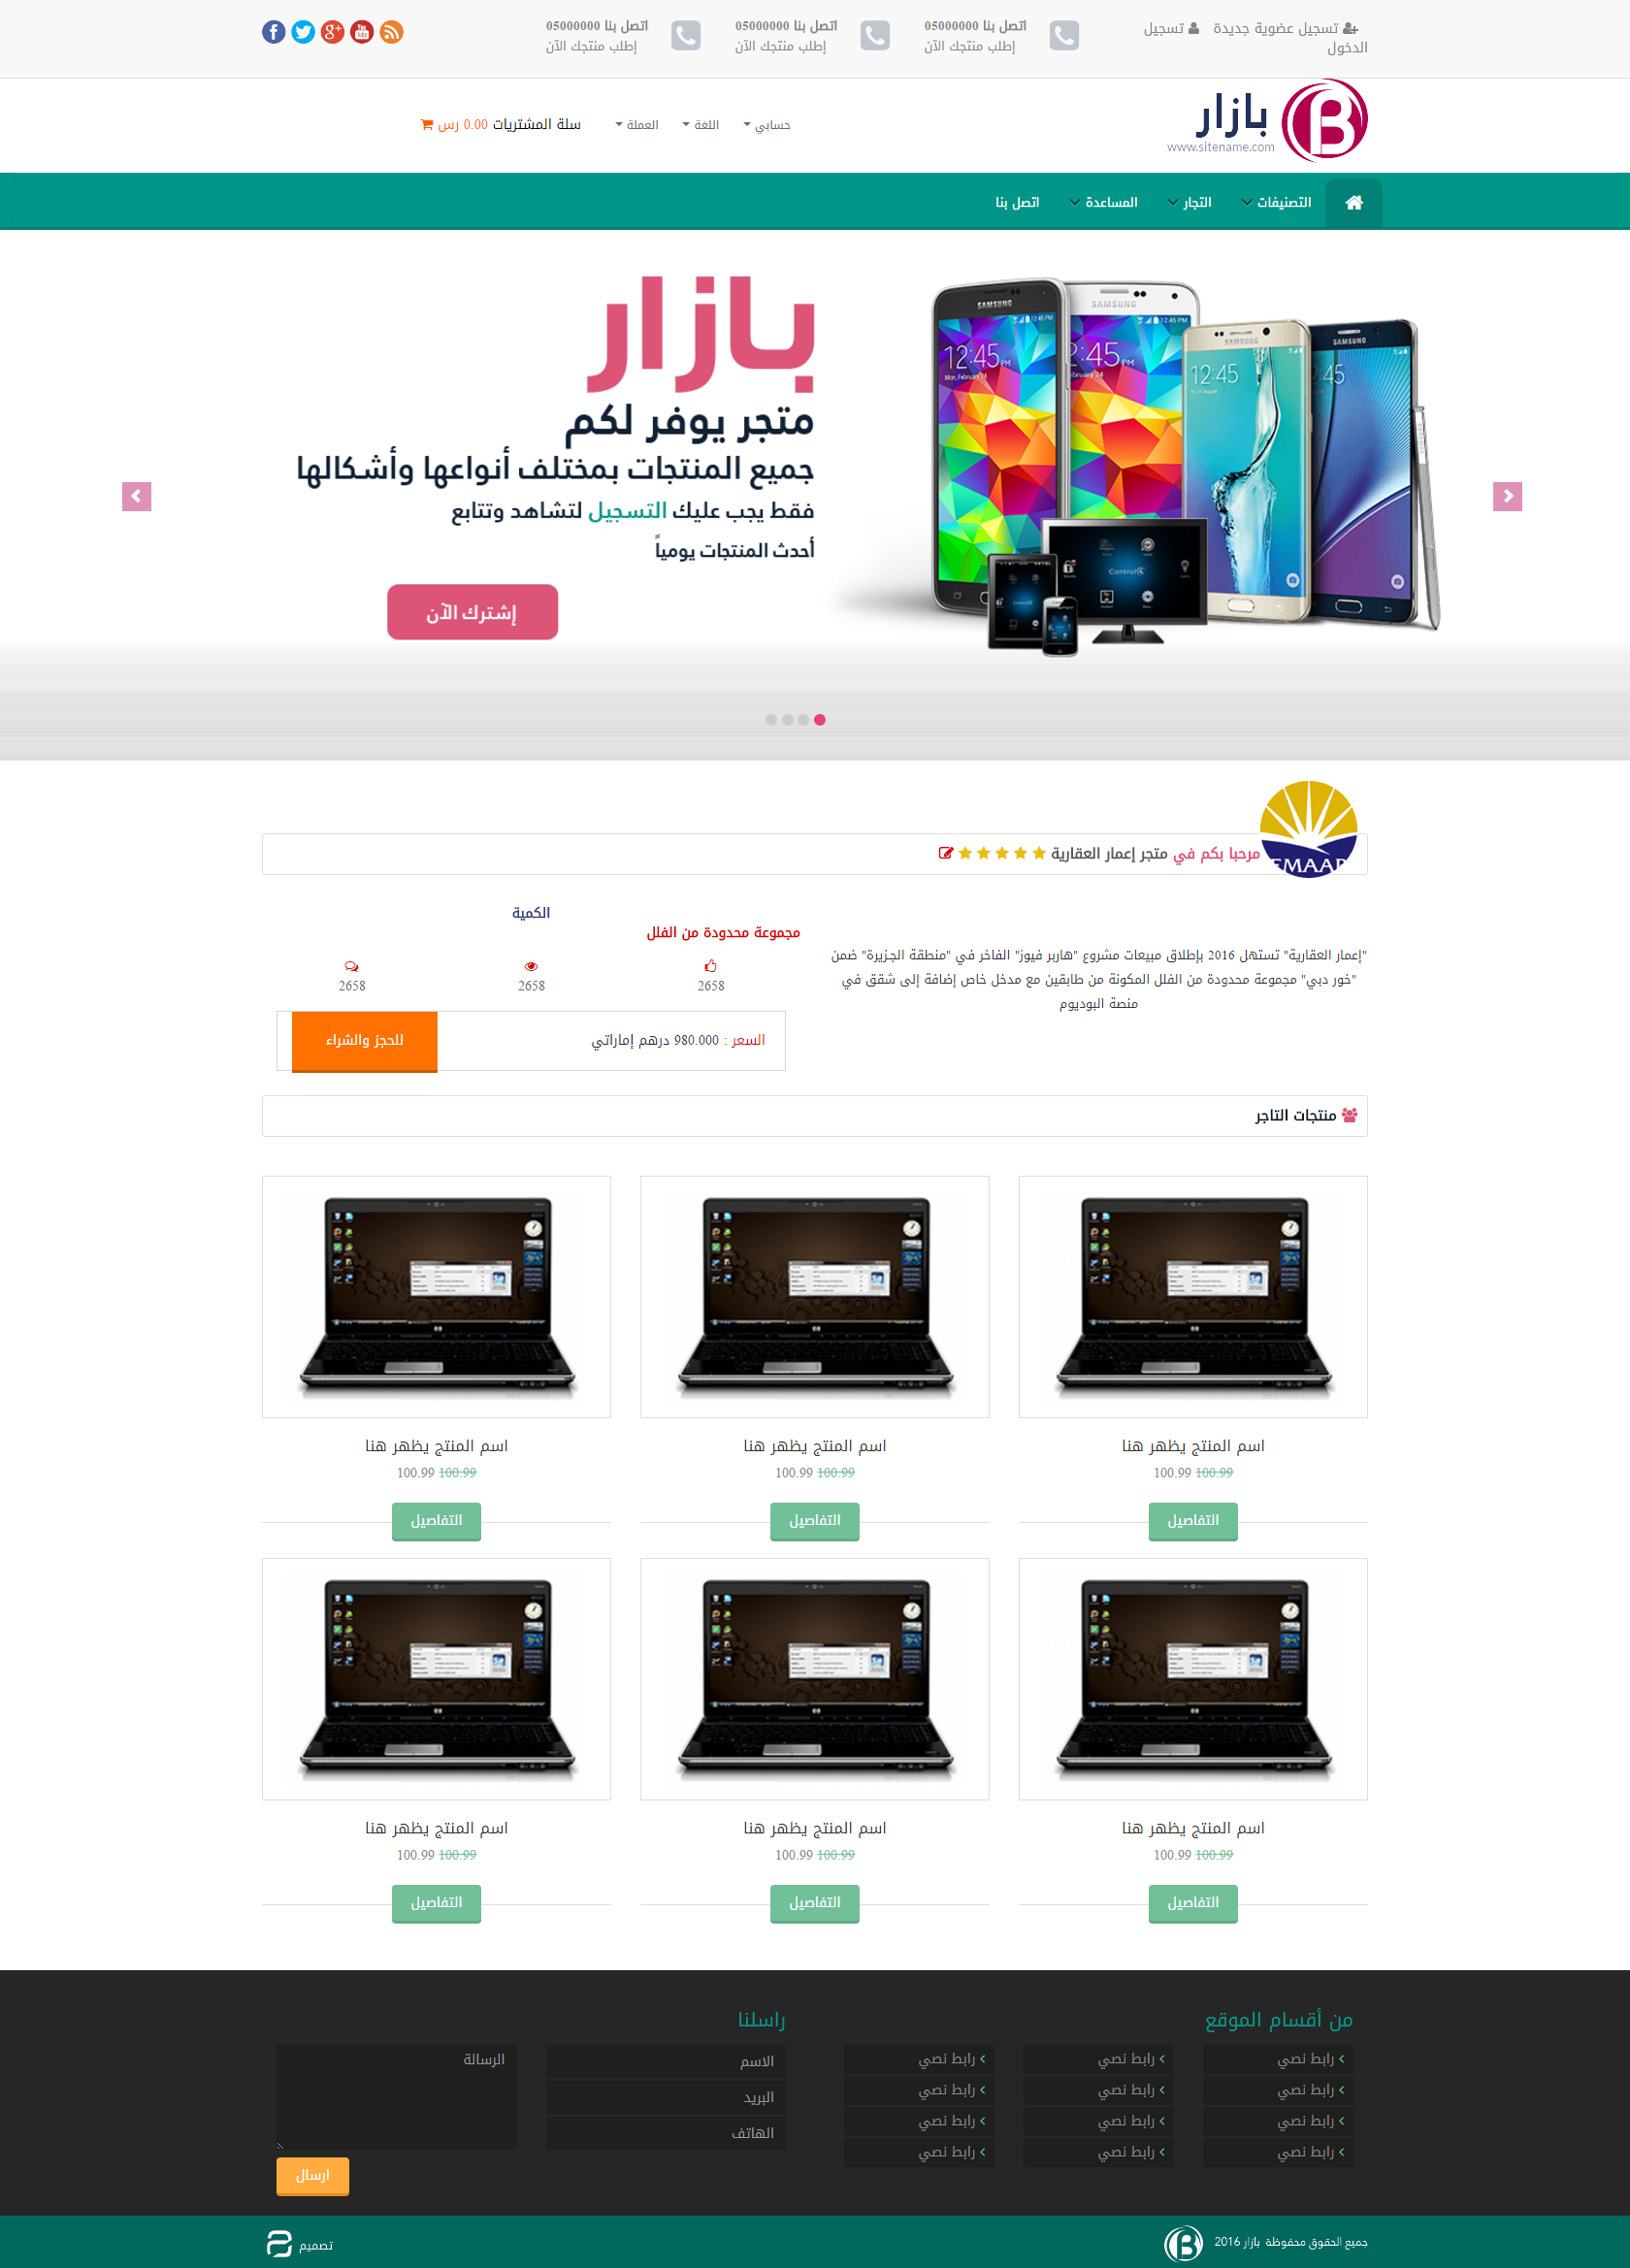 تسجيل عضوية جديدة تسجيل
الدخول
اتصل بنا 05000000
إطلب منتجك الآن
اتصل بنا 05000000
إطلب منتجك الآن
اتصل بنا 05000000
إطلب منتجك الآن
بازار
www.sitename.com
حسابي
اللغة
العملة
سلة المشتريات 0.00 رس
التصنيفات
التجار
المساعدة
اتصل بنا
بازار
متجر يوفر لكم
جميع المنتجات بمختلف أنواعها وأشكالها
فقط يجب عليك التسجيل لتشاهد وتتابع
أحدث المنتجات يومياً
إشترك الآن
SAMSUNG
SAMSUNG
SAMSUNG
SAMSUNG
12:45
12:45
12:45
Control4
EMAAR
مرحبا بكم في متجر إعمار العقارية
"إعمار العقارية" تستهل 2016 بإطلاق مبيعات مشروع "هاربر فيوز" الفاخر في "منطقة الجزيرة" ضمن
"خور دبي" مجموعة محدودة من الفلل المكونة من طابقين مع مدخل خاص إضافة إلى شقق في
منصة البوديوم
الكمية
مجموعة محدودة من الفلل
2658
2658
2658
السعر : 980.000 درهم إماراتي
للحجز والشراء
منتجات التاجر
اسم المنتج يظهر هنا
100.99 100.99
التفاصيل
اسم المنتج يظهر هنا
100.99 100.99
التفاصيل
اسم المنتج يظهر هنا
100.99 100.99
التفاصيل
اسم المنتج يظهر هنا
100.99 100.99
التفاصيل
اسم المنتج يظهر هنا
100.99 100.99
التفاصيل
اسم المنتج يظهر هنا
100.99 100.99
التفاصيل
من أقسام الموقع
رابط نصي
رابط نصي
رابط نصي
رابط نصي
رابط نصي
رابط نصي
رابط نصي
رابط نصي
رابط نصي
رابط نصي
رابط نصي
رابط نصي
راسلنا
الاسم
البريد
الهاتف
الرسالة
ارسال
جميع الحقوق محفوظة بازار 2016
تصميم